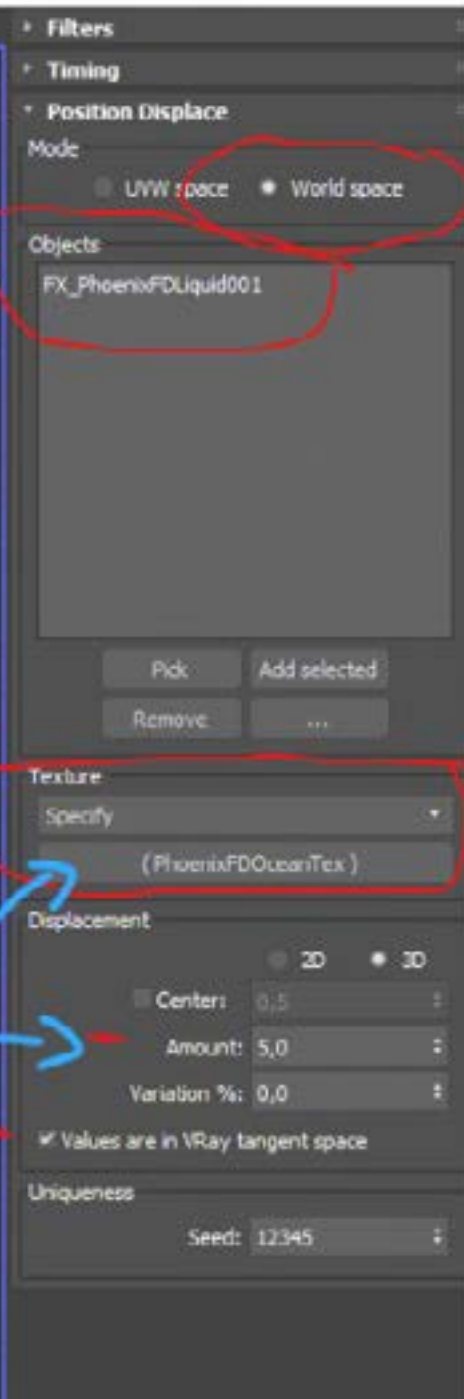 Filters
Timing
Position Displace
Mode
UVW space World space
Objects
FX_PhoenixFDLiquid001
Pick Add selected
Remove ...
Texture
Specify
(PhoenixFDOceanTex)
Displacement
2D 3D
Center: 0,5
Amount: 5,0
Variation %: 0,0
Values are in VRay tangent space
Uniqueness
Seed: 12345